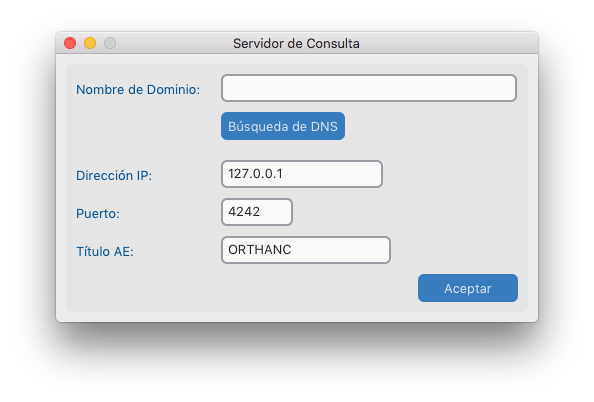 Servidor de Consulta
Nombre de Dominio:
Búsqueda de DNS
Dirección IP: 127.0.0.1
Puerto: 4242
Título AE: ORTHANC
Aceptar